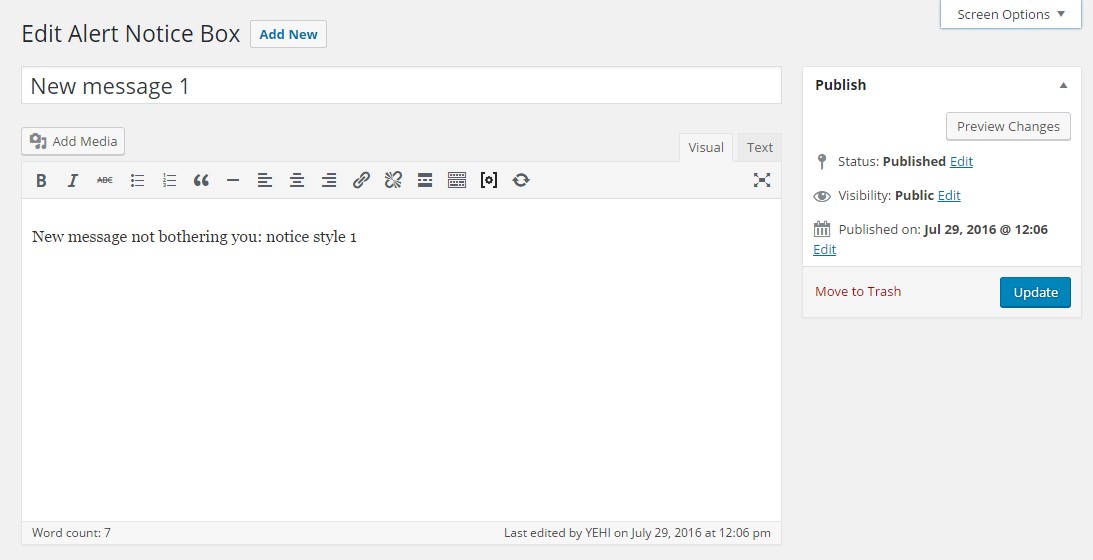 Screen Options
Edit Alert Notice Box Add New
New message 1
Add Media
Visual Text
B I ABC
New message not bothering you: notice style 1
Word count: 7 Last edited by YEHI on July 29, 2016 at 12:06 pm
Publish
Preview Changes
Status: Published Edit
Visibility: Public Edit
Published on: Jul 29, 2016 @ 12:06
Edit
Move to Trash Update